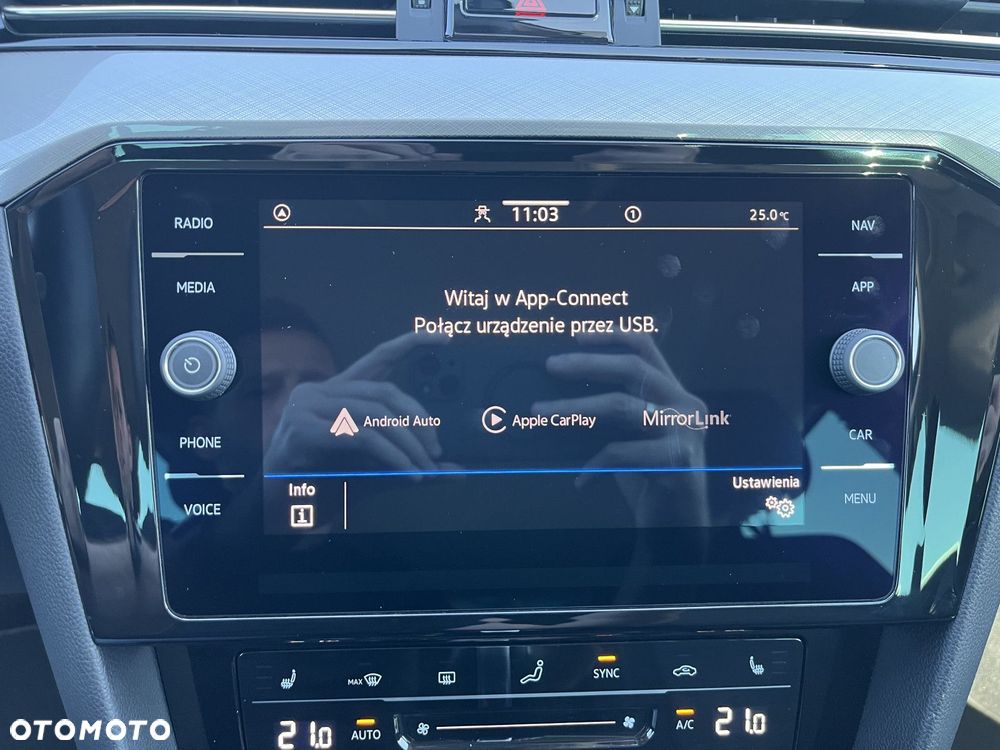 RADIO
MEDIA
PHONE
VOICE
11:03
1
25.0°C
Witaj w App-Connect
Połącz urządzenie przez USB.
Android Auto
Apple CarPlay
MirrorLink
Info
Ustawienia
NAV
APP
CAR
MENU
MAX
SYNC
21.0
AUTO
A/C
21.0
OTOMOTO